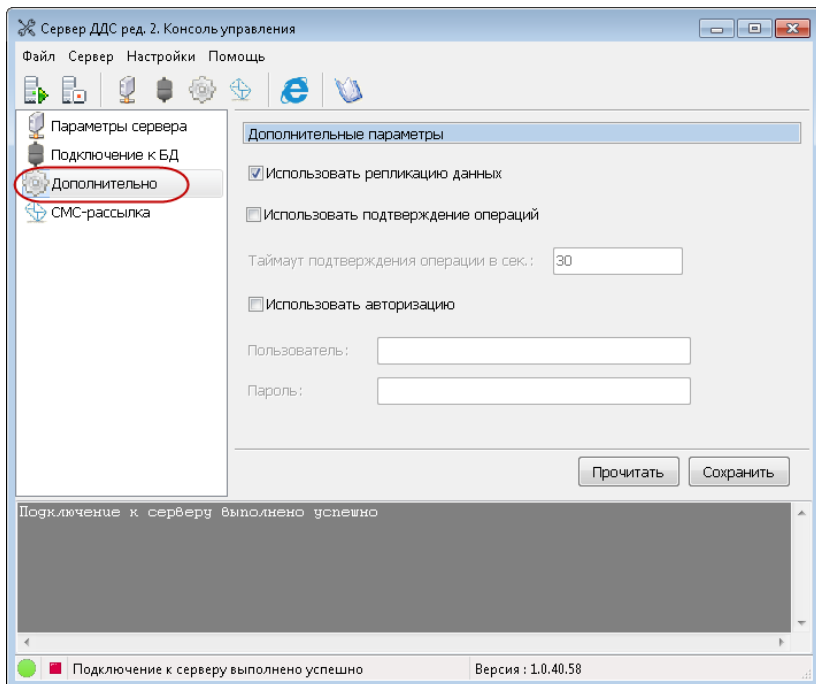 Сервер ДДС ред. 2. Консоль управления
Файл Сервер Настройки Помощь
Параметры сервера
Подключение к БД
Дополнительно
СМС-рассылка
Дополнительные параметры
Использовать репликацию данных
Использовать подтверждение операций
Таймаут подтверждения операции в сек.: 30
Использовать авторизацию
Пользователь:
Пароль:
Прочитать Сохранить
Подключение к серверу выполнено успешно
Подключение к серверу выполнено успешно Версия : 1.0.40.58